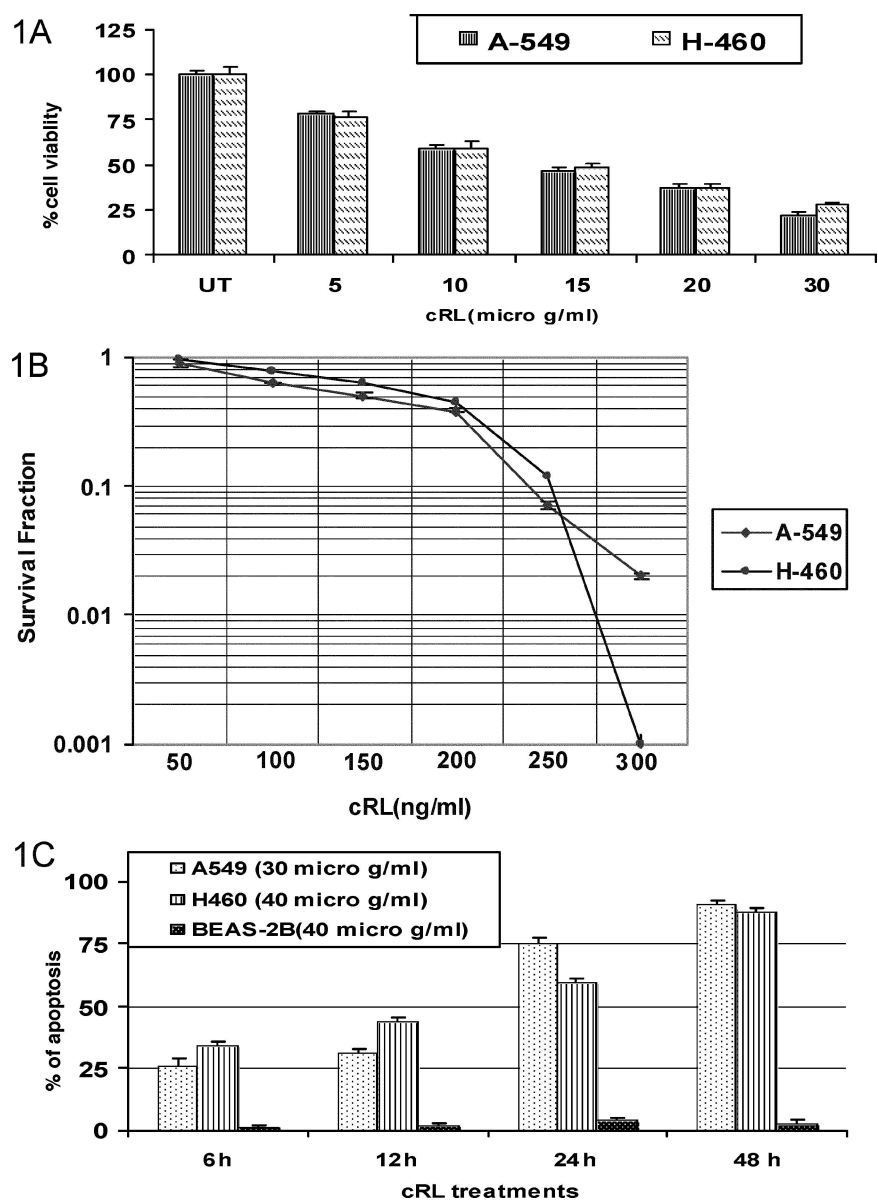 1A
125
100
75
50
25
0
% cell viablity
A-549
H-460
UT 5 10 15 20 30
cRL(micro g/ml)
1B
1
0.1
0.01
0.001
Survival Fraction
A-549
H-460
50 100 150 200 250 300
cRL(ng/ml)
1C
A549 (30 micro g/ml)
H460 (40 micro g/ml)
BEAS-2B(40 micro g/ml)
100
75
50
25
0
% of apoptosis
6h 12h 24h 48 h
cRL treatments